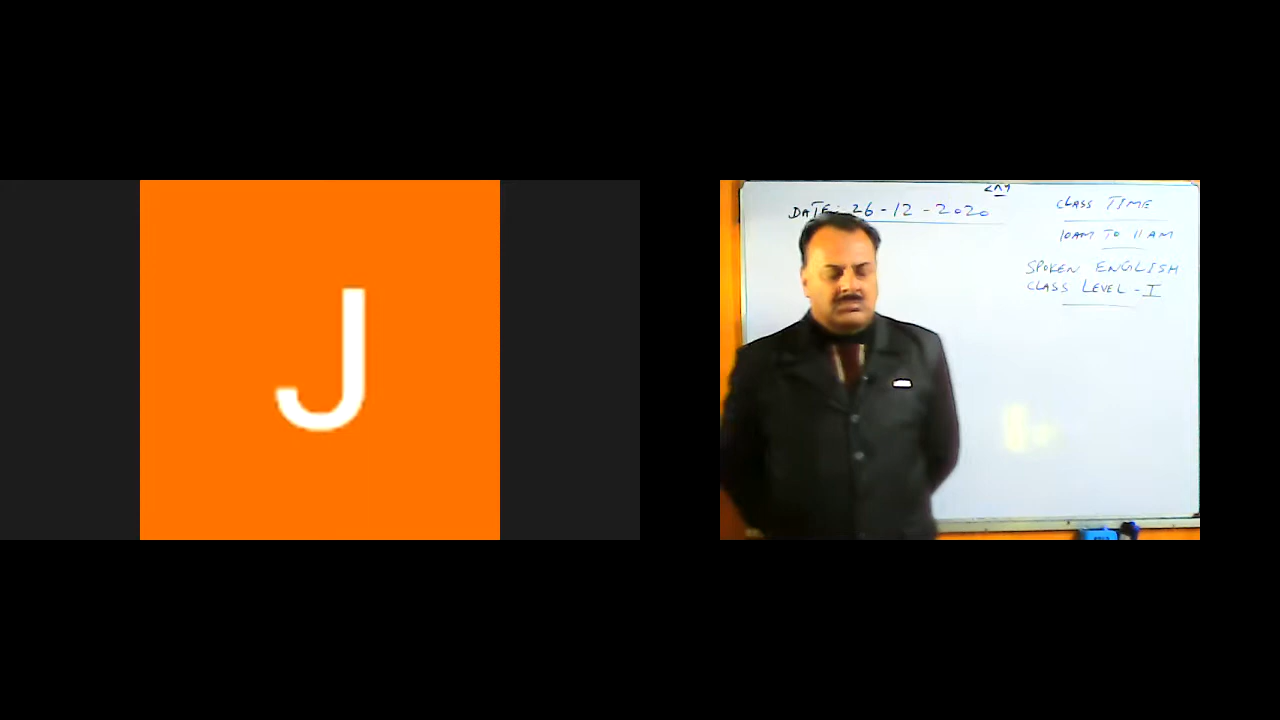 J
DATE: 26-12-2020
CLASS TIME
10AM TO 11AM
SPOKEN ENGLISH
CLASS LEVEL - I